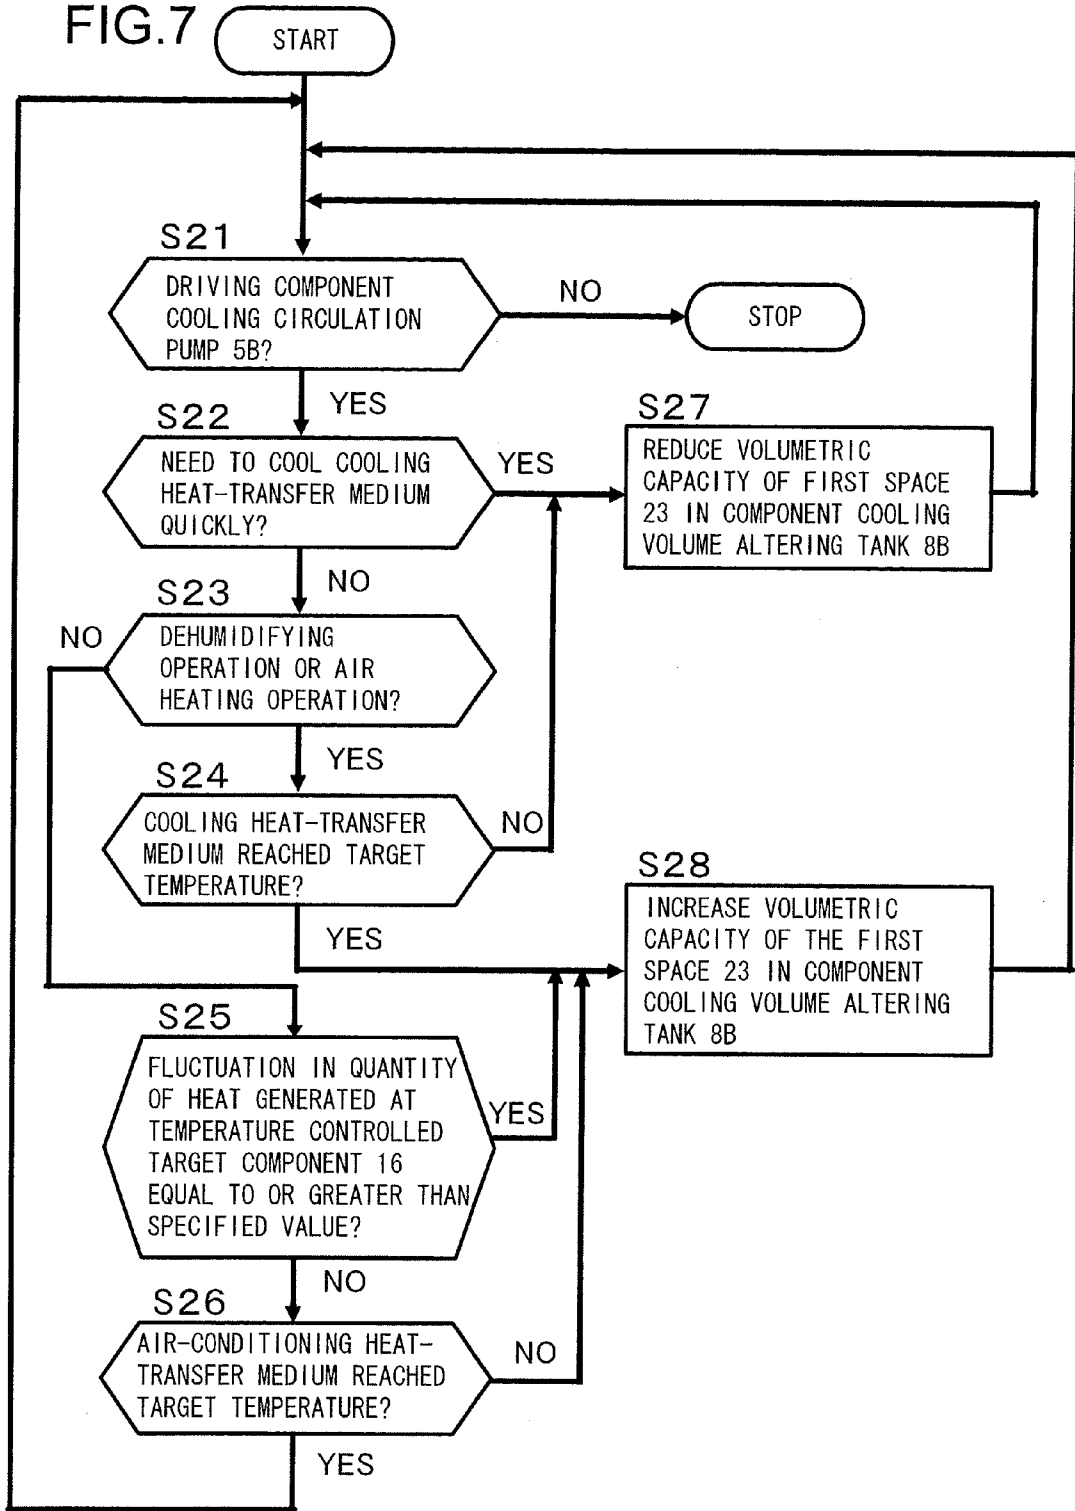 FIG.7
START
S21
DRIVING COMPONENT
COOLING CIRCULATION
PUMP 5B?
NO
STOP
YES
S22
NEED TO COOL COOLING
HEAT-TRANSFER MEDIUM
QUICKLY?
YES
S27
REDUCE VOLUMETRIC
CAPACITY OF FIRST SPACE
23 IN COMPONENT COOLING
VOLUME ALTERING TANK 8B
NO
S23
NO
DEHUMIDIFYING
OPERATION OR AIR
HEATING OPERATION?
YES
S24
COOLING HEAT-TRANSFER
MEDIUM REACHED TARGET
TEMPERATURE?
NO
YES
S28
INCREASE VOLUMETRIC
CAPACITY OF THE FIRST
SPACE 23 IN COMPONENT
COOLING VOLUME ALTERING
TANK 8B
S25
FLUCTUATION IN QUANTITY
OF HEAT GENERATED AT
TEMPERATURE CONTROLLED
TARGET COMPONENT 16
EQUAL TO OR GREATER THAN
SPECIFIED VALUE?
YES
NO
S26
AIR-CONDITIONING HEAT-
TRANSFER MEDIUM REACHED
TARGET TEMPERATURE?
NO
YES